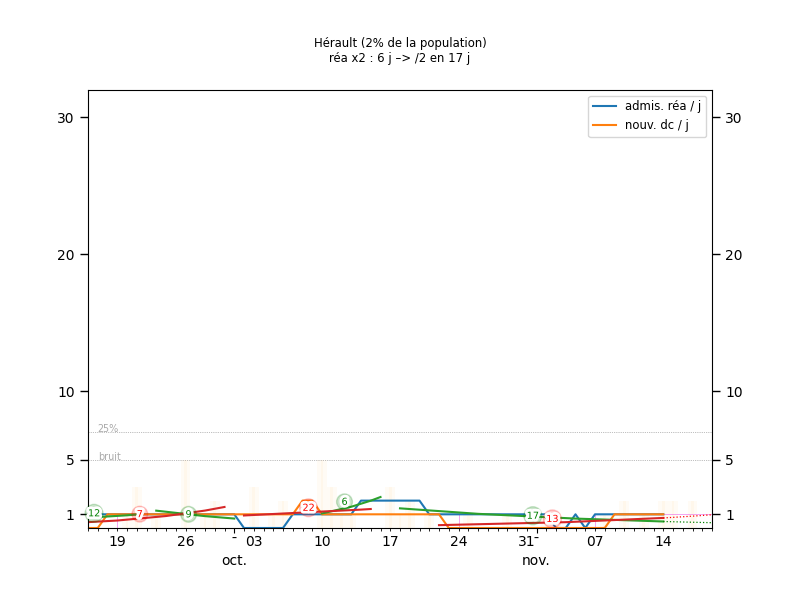 Hérault (2% de la population)
réa x2 : 6 j –> /2 en 17 j
admis. réa / j
nouv. dc / j
30 30
20 20
10 10
25%
5 bruit 5
1 12 7 9 22 6 17 13 1
19 26 - 03 10 17 24 31 - 07 14
oct. nov.